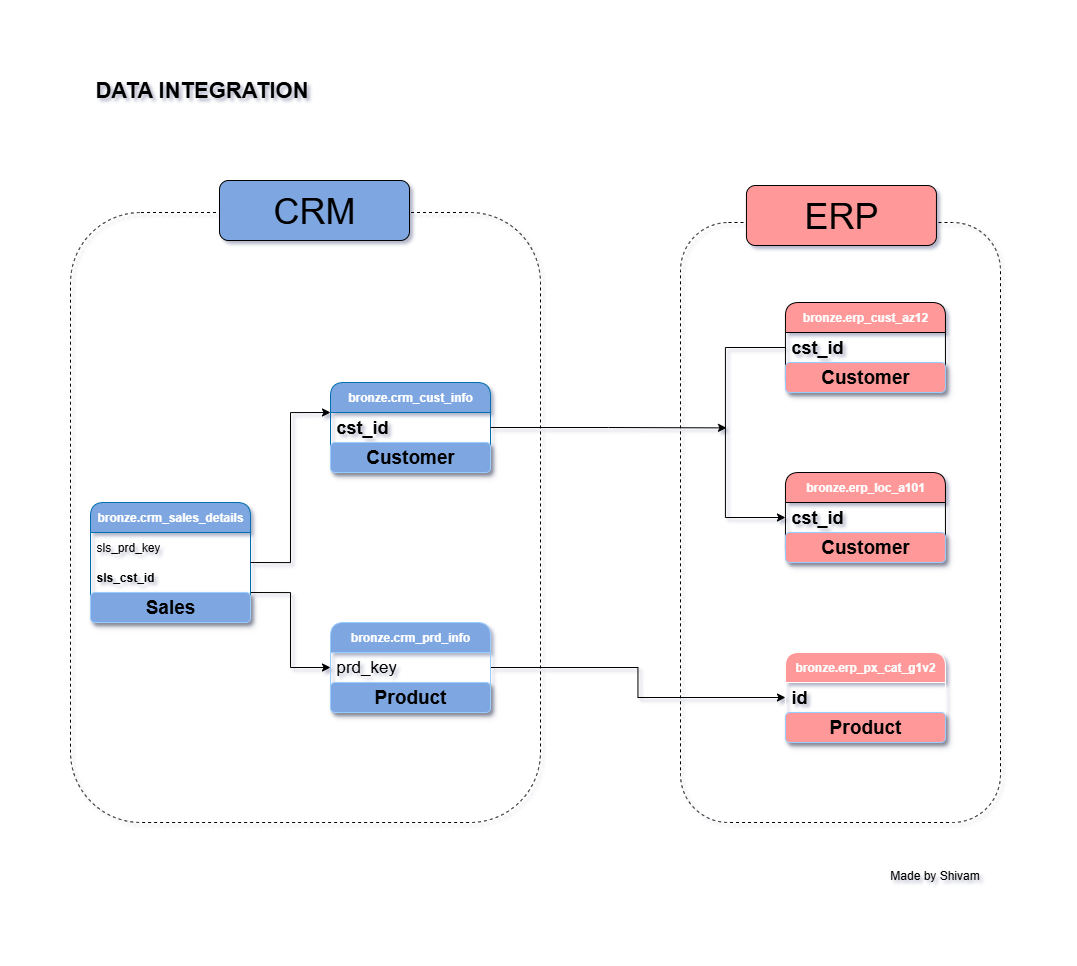 DATA INTEGRATION
CRM
ERP
bronze.crm_sales_details
sls_prd_key
sls_cst_id
Sales
bronze.crm_cust_info
cst_id
Customer
bronze.crm_prd_info
prd_key
Product
bronze.erp_cust_az12
cst_id
Customer
bronze.erp_loc_a101
cst_id
Customer
bronze.erp_px_cat_g1v2
id
Product
Made by Shivam